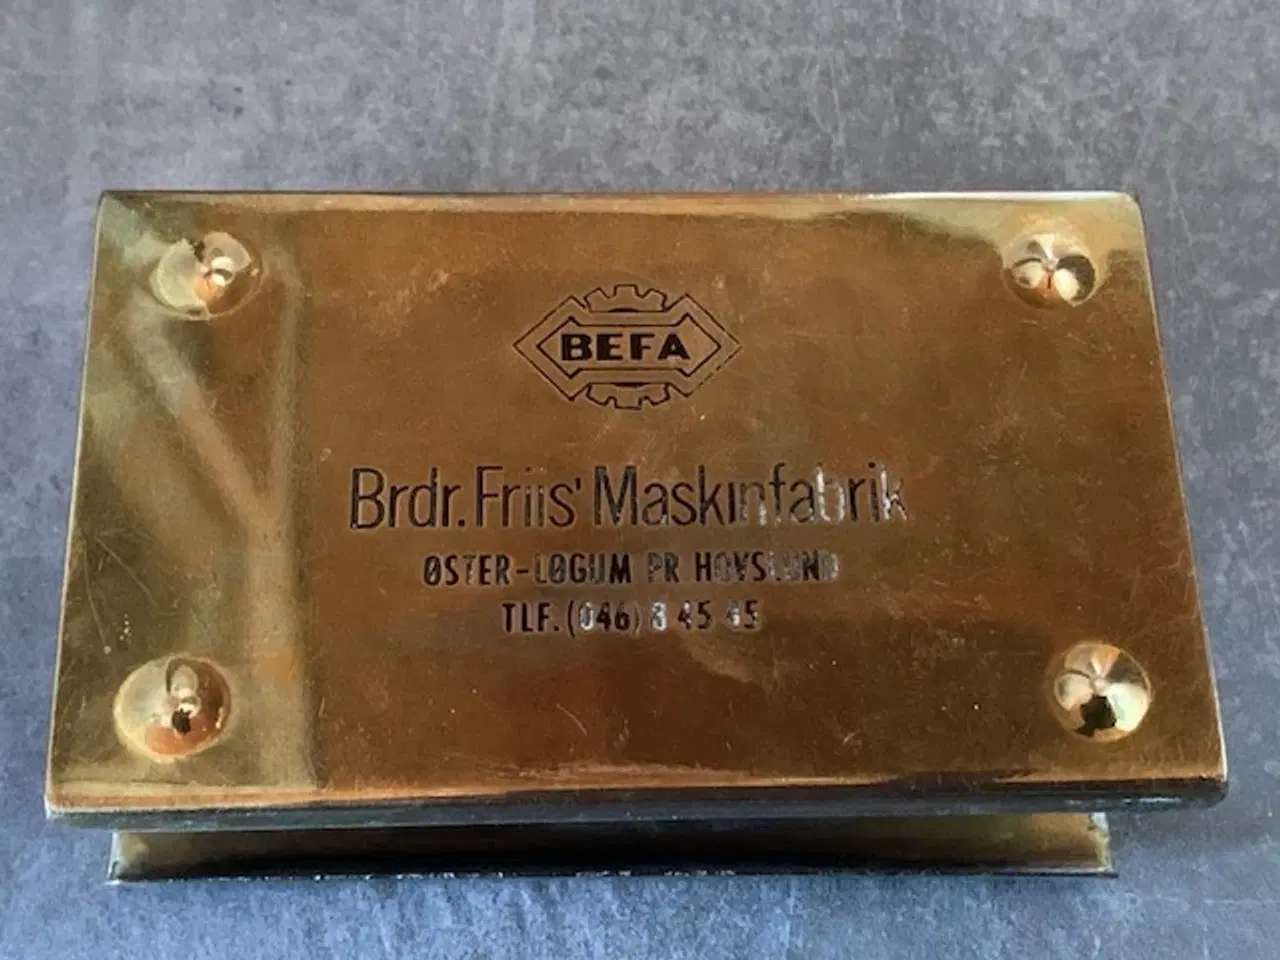 BEFA
Brdr. Friis' Maskinfabrik
ØSTER-LØGUM PR HOVSLUND
TLF. (046) 8 45 45